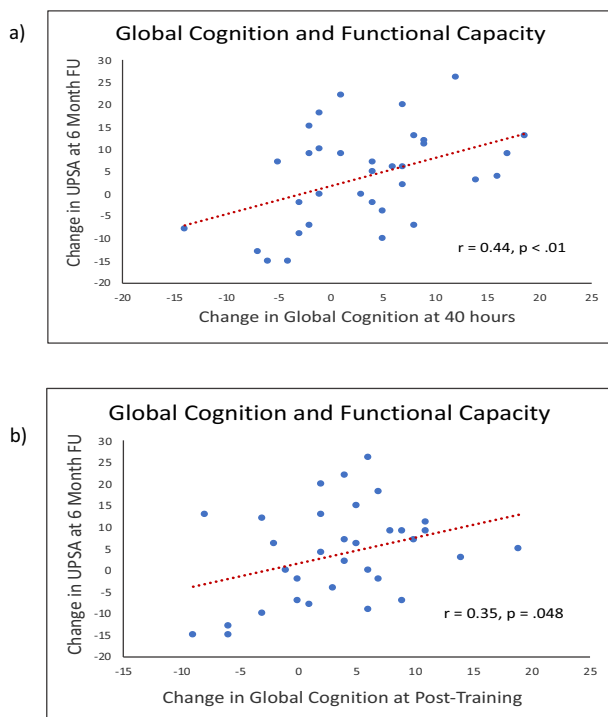 a)
Global Cognition and Functional Capacity
Change in UPSA at 6 Month FU
30
25
20
15
10
5
0
-5
-10
-15
-20
-20 -15 -10 -5 0 5 10 15 20 25
r = 0.44, p < .01
Change in Global Cognition at 40 hours
b)
Global Cognition and Functional Capacity
Change in UPSA at 6 Month FU
30
25
20
15
10
5
0
-5
-10
-15
-20
r = 0.35, p = .048
-15 -10 -5 0 5 10 15 20 25
Change in Global Cognition at Post-Training